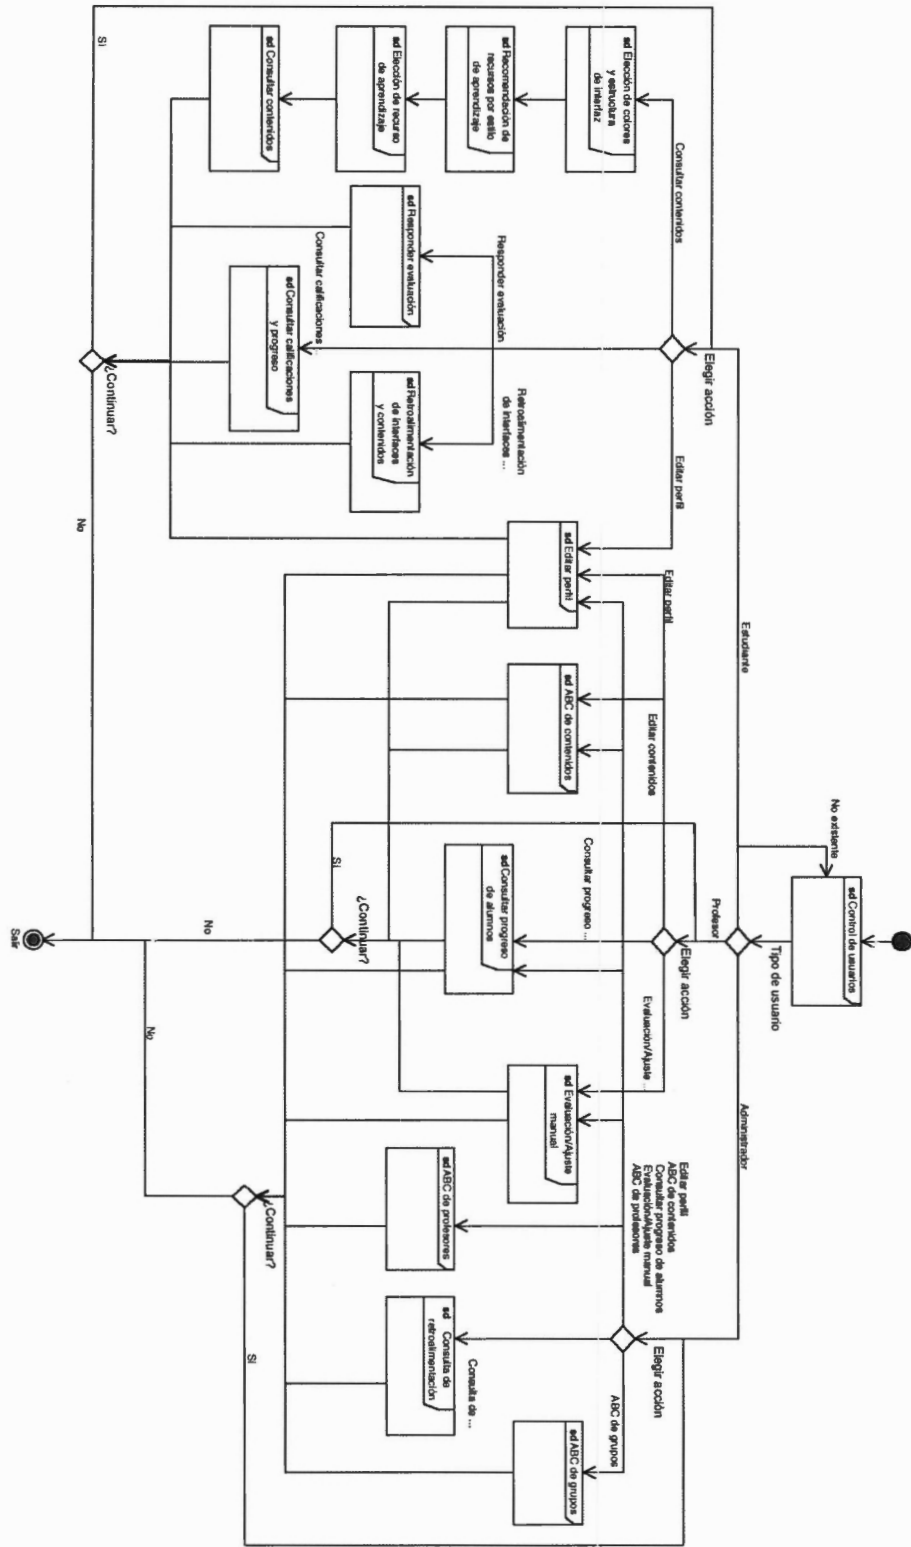 sd Control de usuarios
No existente
Tipo de usuario
Estudiante
Profesor
Administrador
Elegir acción
Consultar contenidos
Editar perfil
sd Elección de colores
y estructura
de interfaz
sd Recomendación de
recursos por estilo
de aprendizaje
sd Elección de recurso
de aprendizaje
sd Consultar contenidos
Responder evaluación
Retroalimentación
de interfaces ...
sd Responder evaluación
Consultar calificaciones ...
sd Consultar calificaciones
y progreso
sd Retroalimentación
de interfaces
y contenidos
¿Continuar?
Si
No
Elegir acción
Editar perfil ...
Editar contenidos
Consultar progreso ...
Evaluación/Ajuste ...
sd Editar perfil
sd ABC de contenidos
sd Consultar progreso
de alumnos
sd Evaluación/Ajuste
manual
¿Continuar?
Si
No
Elegir acción
Editar perfil
ABC de contenidos
Consultar progreso de alumnos
Evaluación/Ajuste manual
ABC de profesores
ABC de grupos
Consulta de ...
sd ABC de profesores
sd Consulta de
retroalimentación
sd ABC de grupos
¿Continuar?
Si
No
Salir